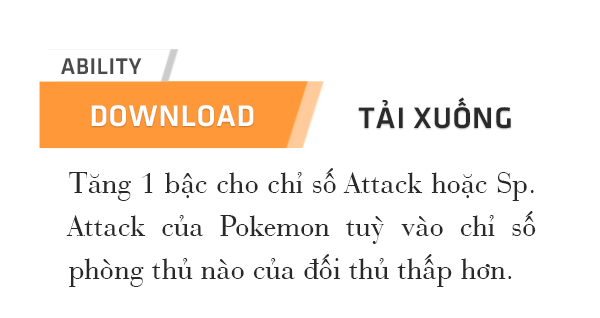 ABILITY
DOWNLOAD
TẢI XUỐNG
Tăng 1 bậc cho chỉ số Attack hoặc Sp.
Attack của Pokemon tuỳ vào chỉ số
phòng thủ nào của đối thủ thấp hơn.